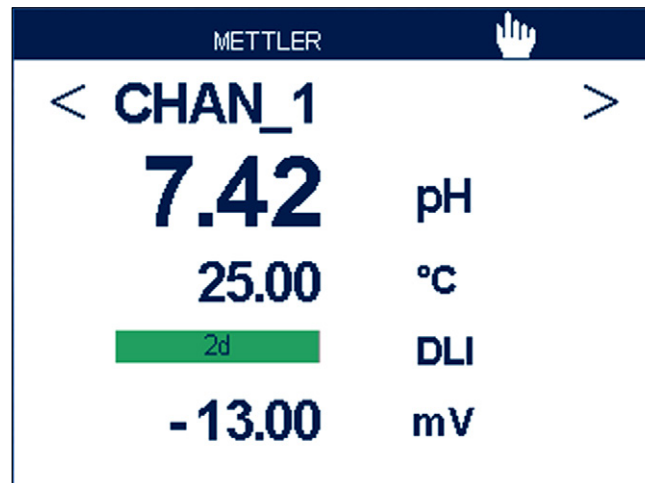 METTLER
< CHAN_1 >
7.42 pH
25.00 °C
2d DLI
- 13.00 mV